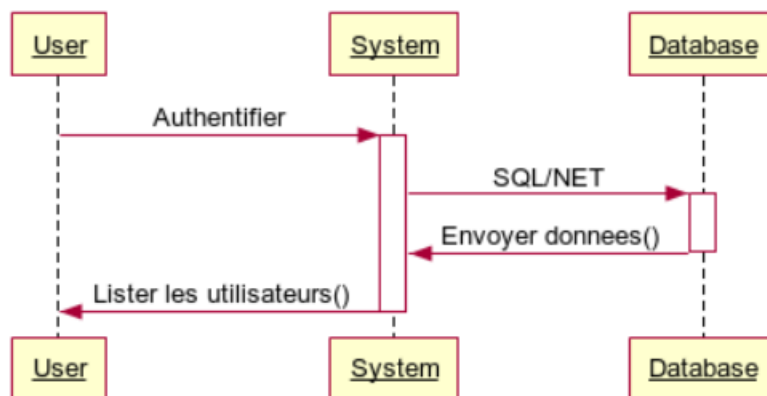 User System Database
Authentifier
SQL/NET
Envoyer donnees()
Lister les utilisateurs()
User System Database